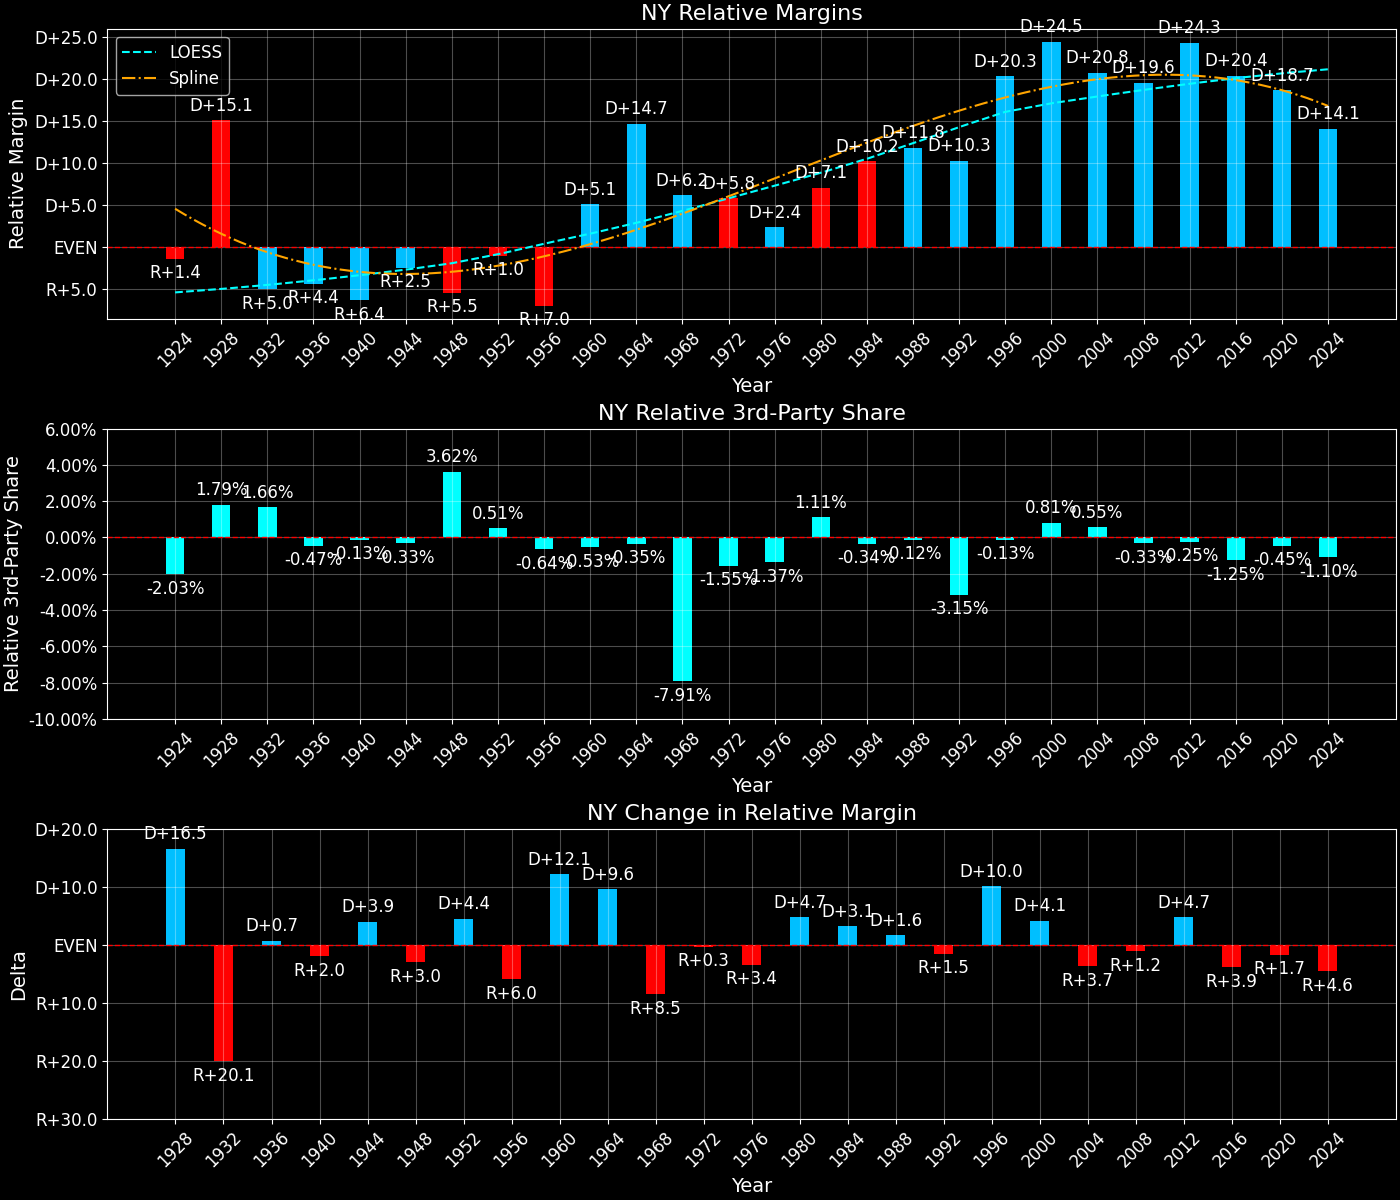 NY Relative Margins
Relative Margin
D+25.0
D+20.0
D+15.0
D+10.0
D+5.0
EVEN
R+5.0
LOESS
Spline
R+1.4
D+15.1
R+5.0
R+4.4
R+6.4
R+2.5
R+5.5
R+1.0
R+7.0
D+5.1
D+14.7
D+6.2
D+5.8
D+2.4
D+7.1
D+10.2
D+11.8
D+10.3
D+20.3
D+24.5
D+20.8
D+19.6
D+24.3
D+20.4
D+18.7
D+14.1
1924 1928 1932 1936 1940 1944 1948 1952 1956 1960 1964 1968 1972 1976 1980 1984 1988 1992 1996 2000 2004 2008 2012 2016 2020 2024
Year
NY Relative 3rd-Party Share
Relative 3rd-Party Share
6.00%
4.00%
2.00%
0.00%
-2.00%
-4.00%
-6.00%
-8.00%
-10.00%
-2.03%
1.79%
1.66%
-0.47%
-0.13%
-0.33%
3.62%
0.51%
-0.64%
-0.53%
-0.35%
-7.91%
-1.55%
-1.37%
1.11%
-0.34%
-0.12%
-3.15%
-0.13%
0.81%
0.55%
-0.33%
-0.25%
-1.25%
-0.45%
-1.10%
1924 1928 1932 1936 1940 1944 1948 1952 1956 1960 1964 1968 1972 1976 1980 1984 1988 1992 1996 2000 2004 2008 2012 2016 2020 2024
Year
NY Change in Relative Margin
Delta
D+20.0
D+10.0
EVEN
R+10.0
R+20.0
R+30.0
D+16.5
R+20.1
D+0.7
R+2.0
D+3.9
R+3.0
D+4.4
R+6.0
D+12.1
D+9.6
R+8.5
R+0.3
R+3.4
D+4.7
D+3.1
D+1.6
R+1.5
D+10.0
D+4.1
R+3.7
R+1.2
D+4.7
R+3.9
R+1.7
R+4.6
1928 1932 1936 1940 1944 1948 1952 1956 1960 1964 1968 1972 1976 1980 1984 1988 1992 1996 2000 2004 2008 2012 2016 2020 2024
Year